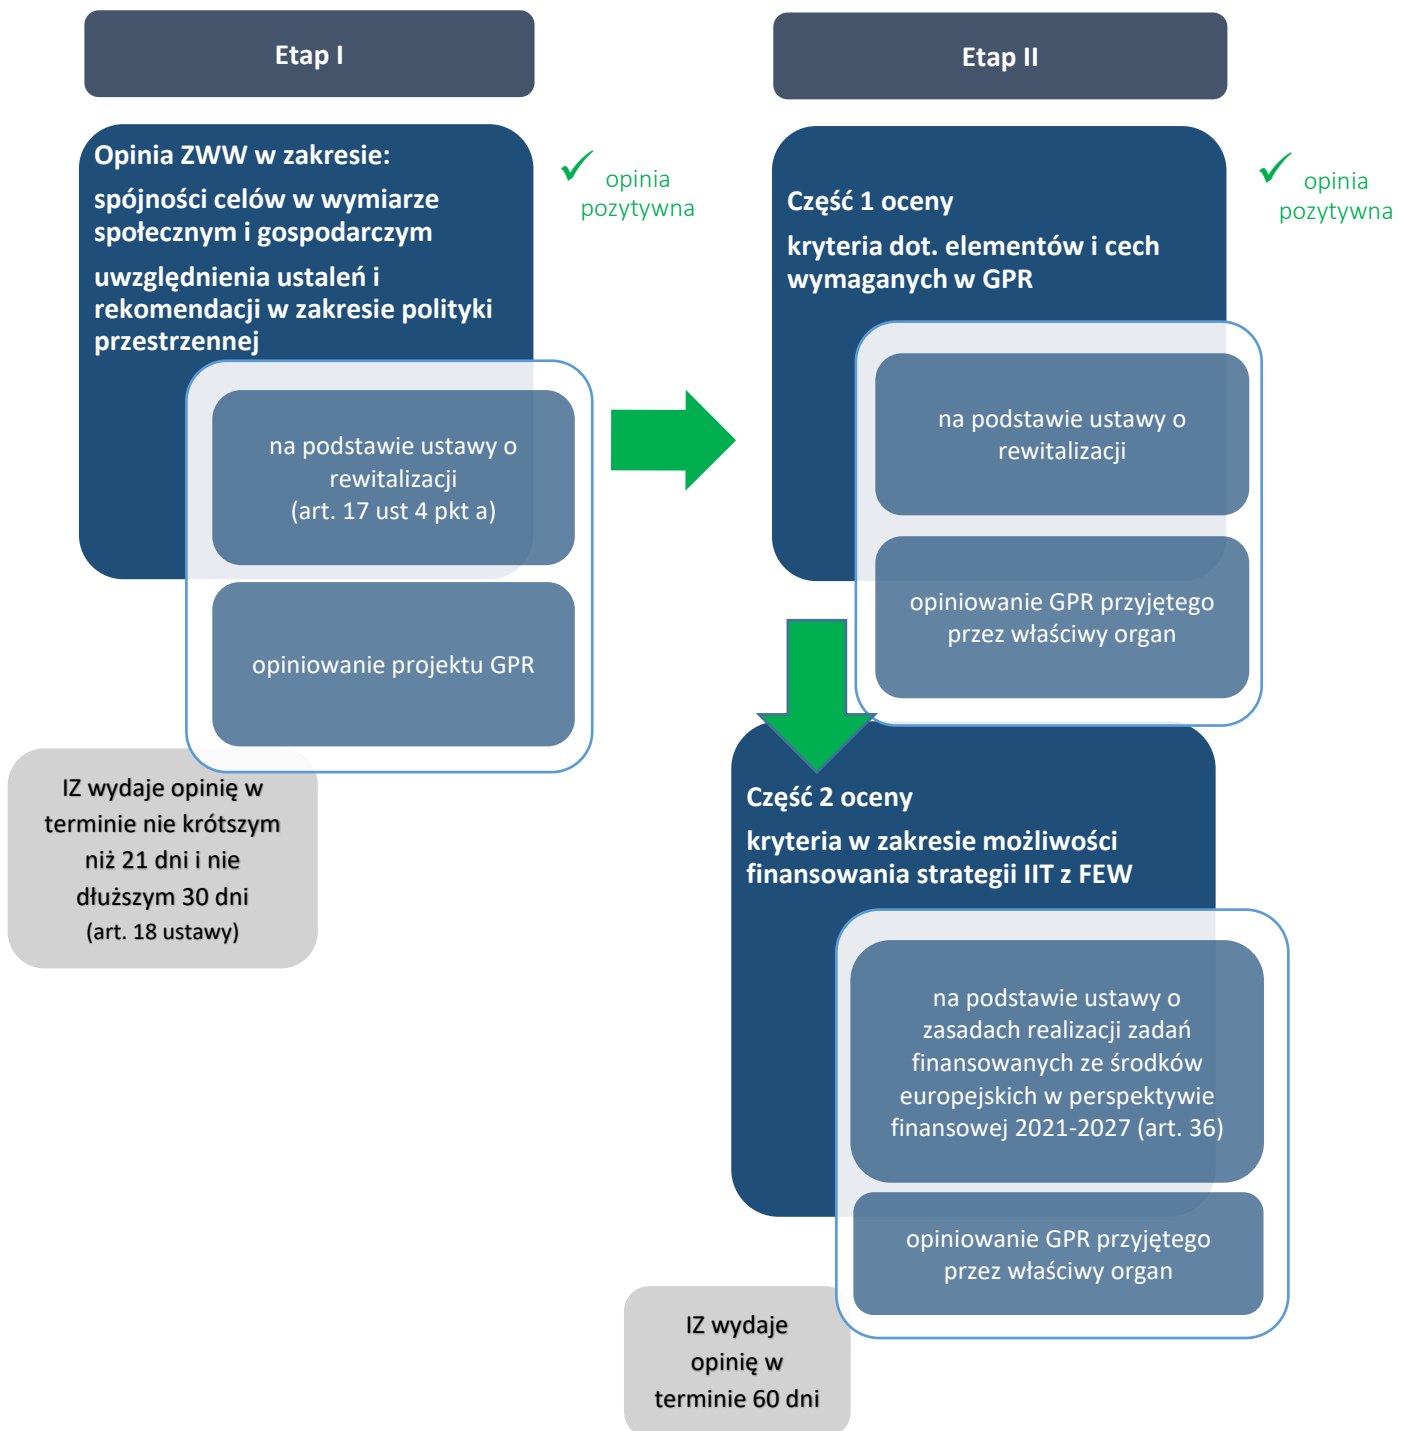 Etap I
Opinia ZWW w zakresie:
spójności celów w wymiarze
społecznym i gospodarczym
uwzględnienia ustaleń i
rekomendacji w zakresie polityki
przestrzennej
opinia
pozytywna
na podstawie ustawy o
rewitalizacji
(art. 17 ust 4 pkt a)
opiniowanie projektu GPR
IZ wydaje opinię w
terminie nie krótszym
niż 21 dni i nie
dłuższym 30 dni
(art. 18 ustawy)
Etap II
Część 1 oceny
kryteria dot. elementów i cech
wymaganych w GPR
opinia
pozytywna
na podstawie ustawy o
rewitalizacji
opiniowanie GPR przyjętego
przez właściwy organ
Część 2 oceny
kryteria w zakresie możliwości
finansowania strategii IIT z FEW
na podstawie ustawy o
zasadach realizacji zadań
finansowanych ze środków
europejskich w perspektywie
finansowej 2021-2027 (art. 36)
opiniowanie GPR przyjętego
przez właściwy organ
IZ wydaje
opinię w
terminie 60 dni